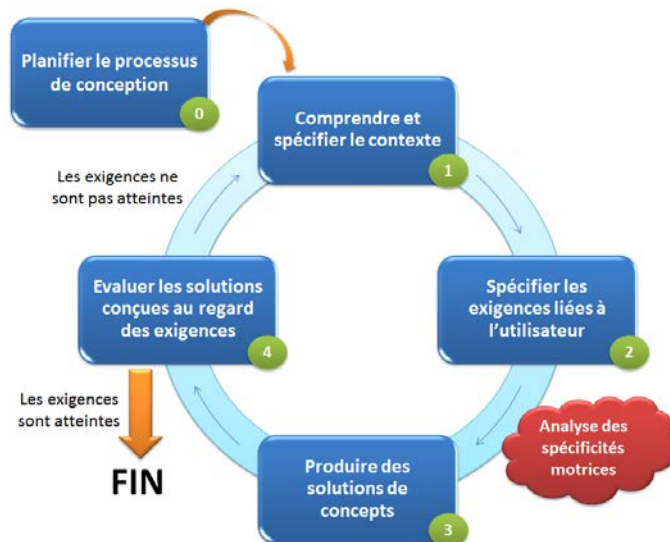 Planifier le processus
de conception
0
Comprendre et
spécifier le contexte
1
Les exigences ne
sont pas atteintes
Evaluer les solutions
conçues au regard
des exigences
4
Spécifier les
exigences liées à
l'utilisateur
2
Les exigences
sont atteintes
FIN
Analyse des
spécificités
motrices
Produire des
solutions de
concepts
3